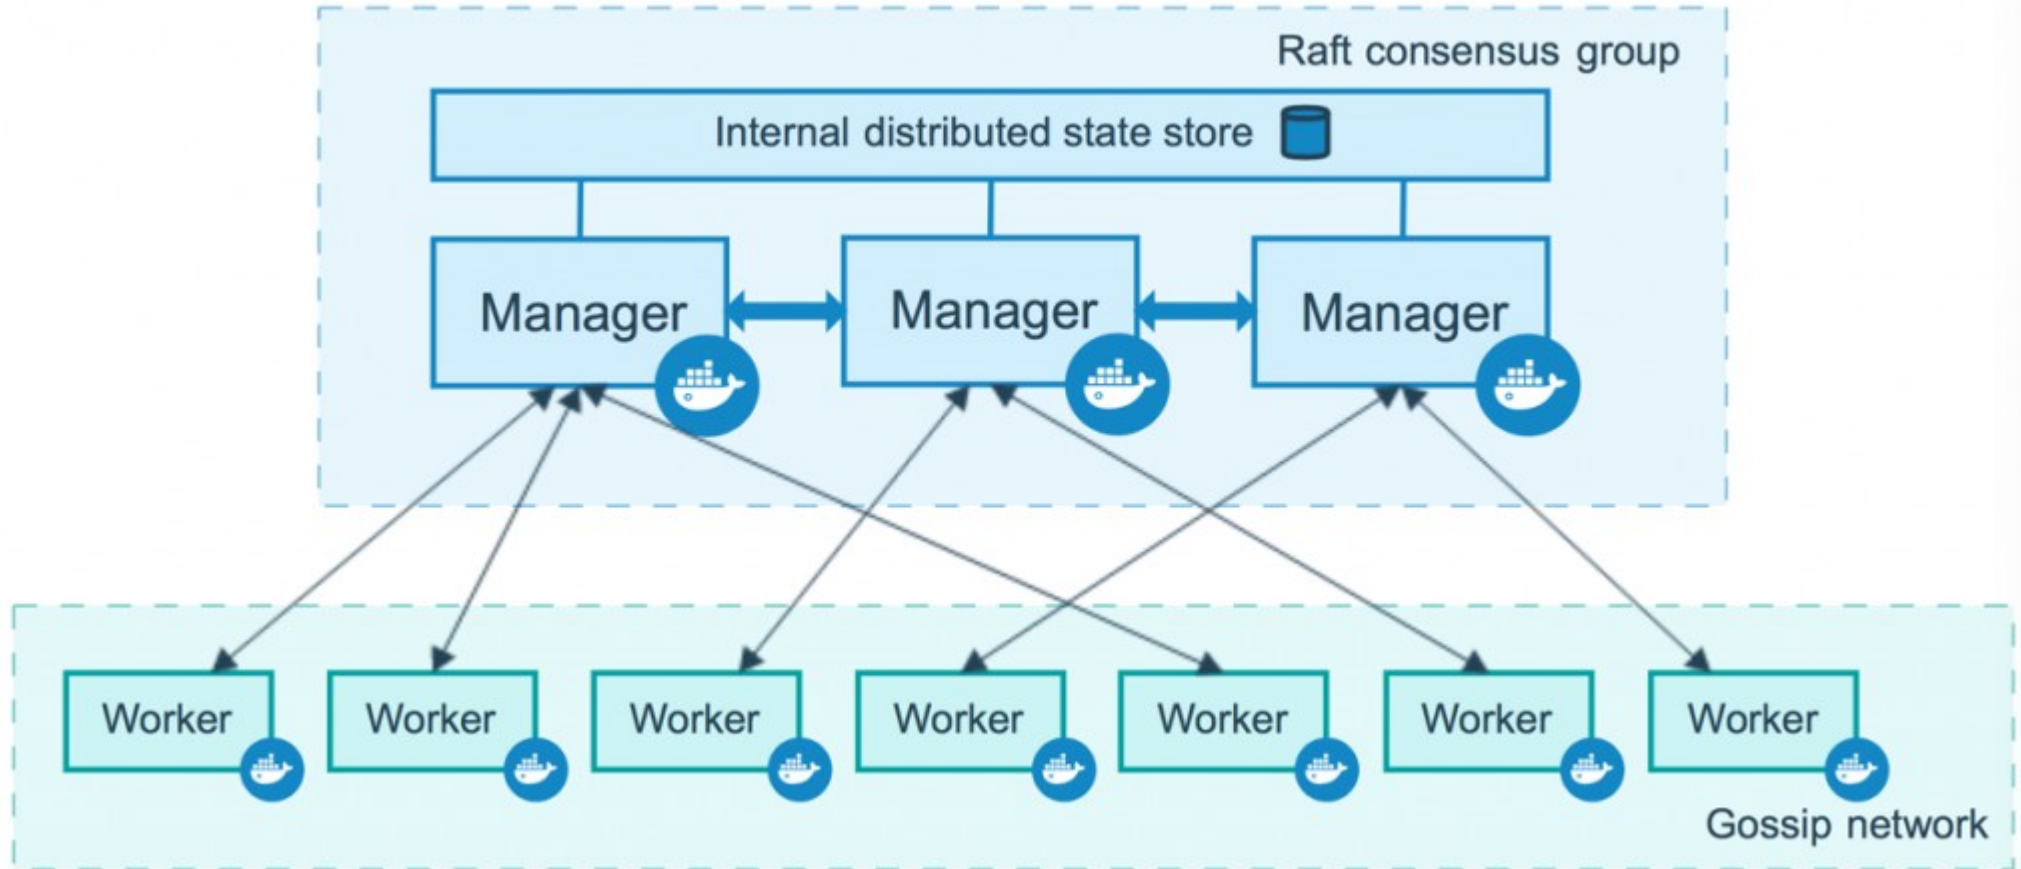 Raft consensus group
Internal distributed state store
Manager
Manager
Manager
Worker
Worker
Worker
Worker
Worker
Worker
Worker
Gossip network